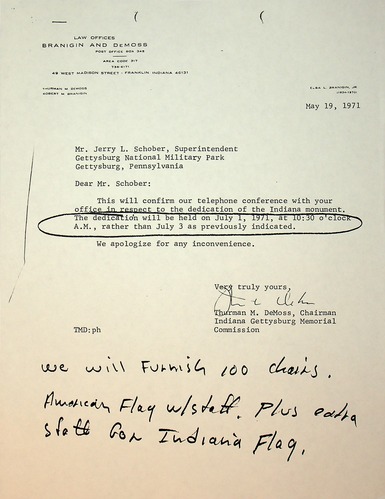 LAW OFFICES
BRANIGIN AND DeMOSS
POST OFFICE BOX 345
AREA CODE 317
736-6171
48 WEST MADISON STREET · FRANKLIN INDIANA 46131
THURMAN M. DeMOSS
ROBERT M. BRANIGIN
ELBA L. BRANIGIN, JR.
May 19, 1971
Mr. Jerry L. Schober, Superintendent
Gettysburg National Military Park
Gettysburg, Pennsylvania
Dear Mr. Schober:
This will confirm our telephone conference with your
office in respect to the dedication of the Indiana monument.
The dedication will be held on July 1, 1971, at 10:30 o'clock
A.M., rather than July 3 as previously indicated.
We apologize for any inconvenience.
Very truly yours,
Thurman M. DeMoss, Chairman
Indiana Gettysburg Memorial
Commission
TMD:ph
we will Furnish 100 chairs.
American Flag w/staff. Plus extra
staff for Indiana Flag.